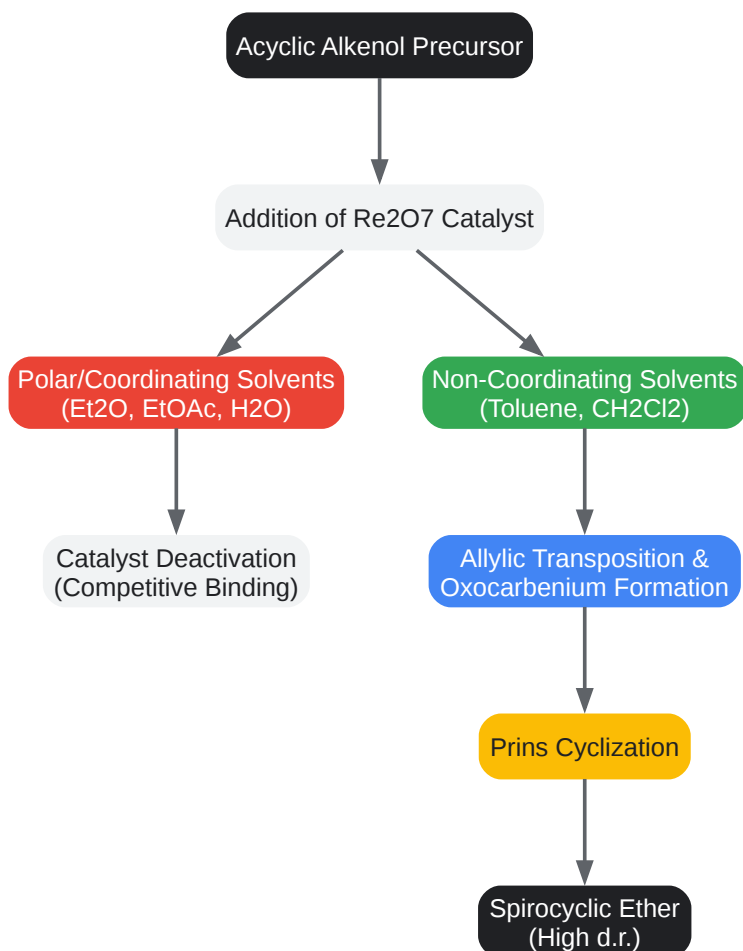 Acyclic Alkenol Precursor
Addition of Re2O7 Catalyst
Polar/Coordinating Solvents
(Et2O, EtOAc, H2O)
Non-Coordinating Solvents
(Toluene, CH2Cl2)
Catalyst Deactivation
(Competitive Binding)
Allylic Transposition &
Oxocarbenium Formation
Prins Cyclization
Spirocyclic Ether
(High d.r.)